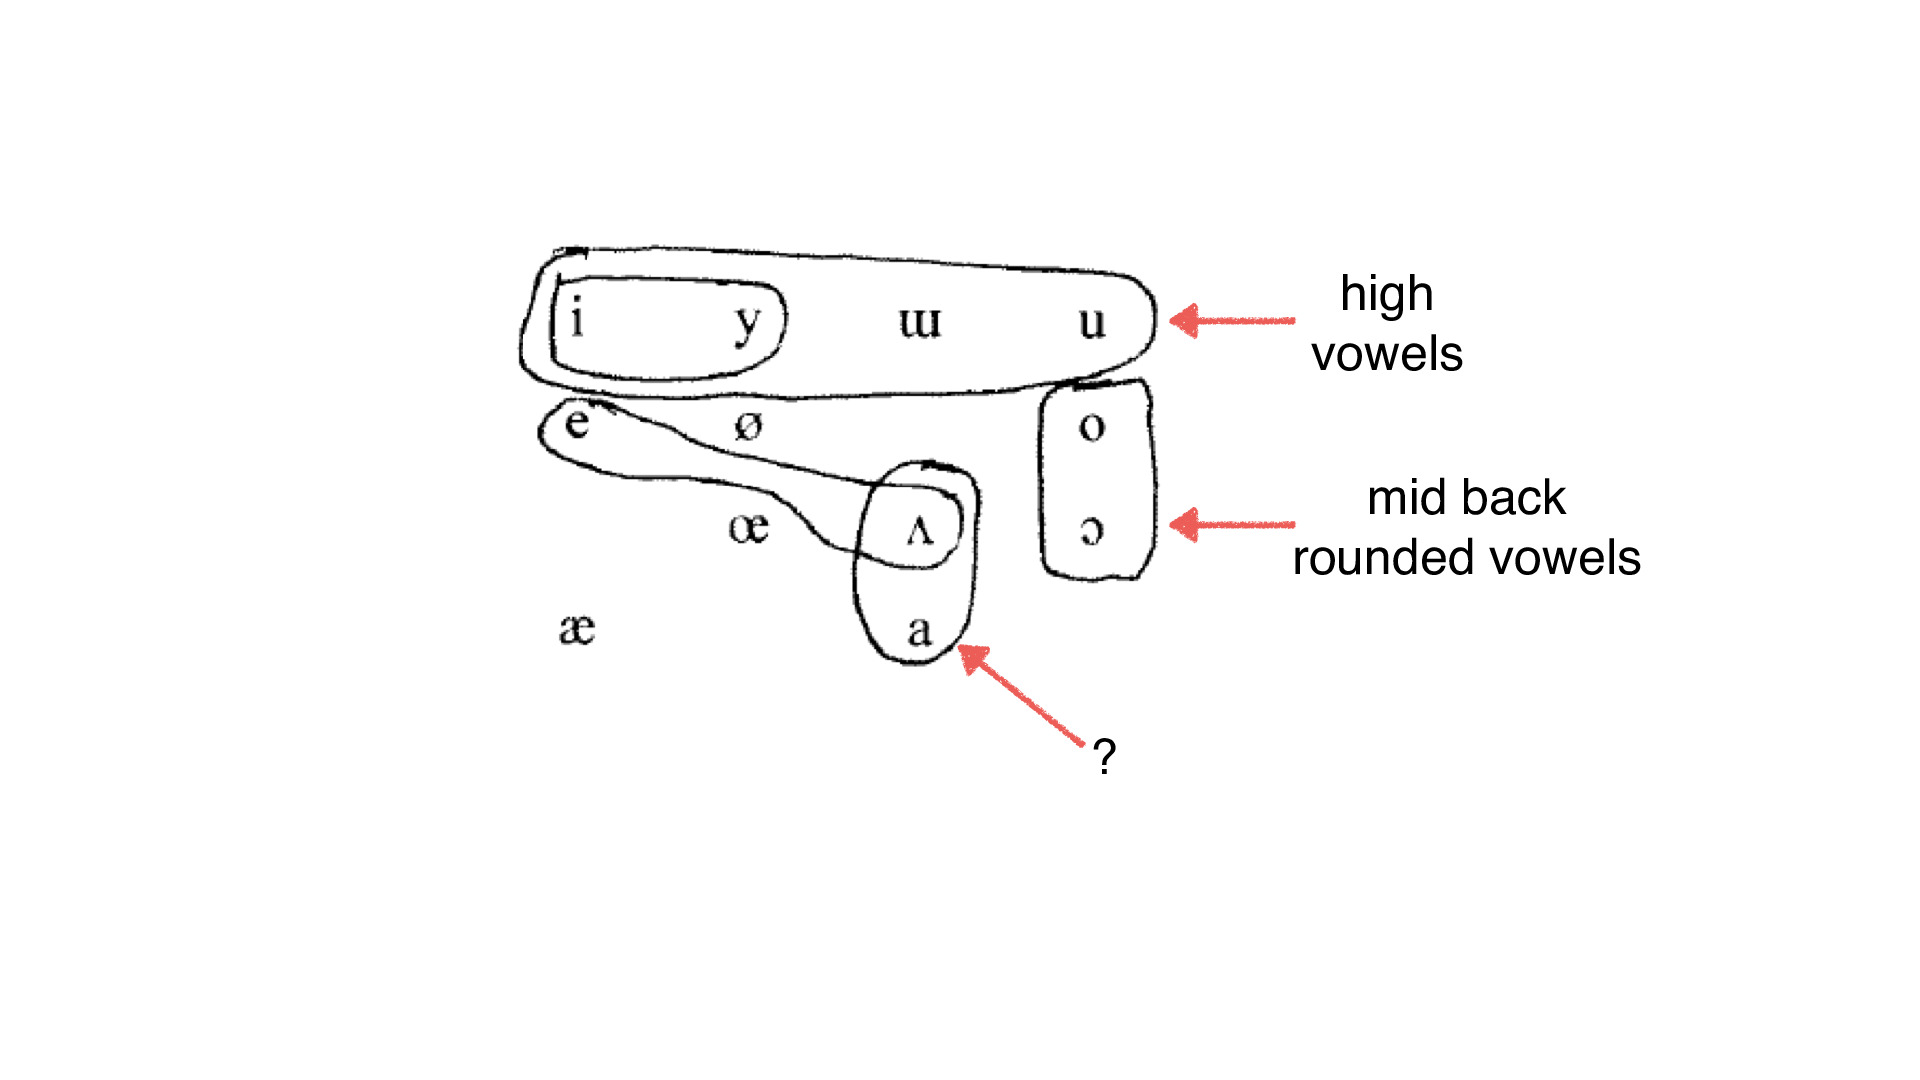 i y ɯ u
high
vowels
e ø o
mid back
rounded vowels
œ ʌ ɔ
æ a
?